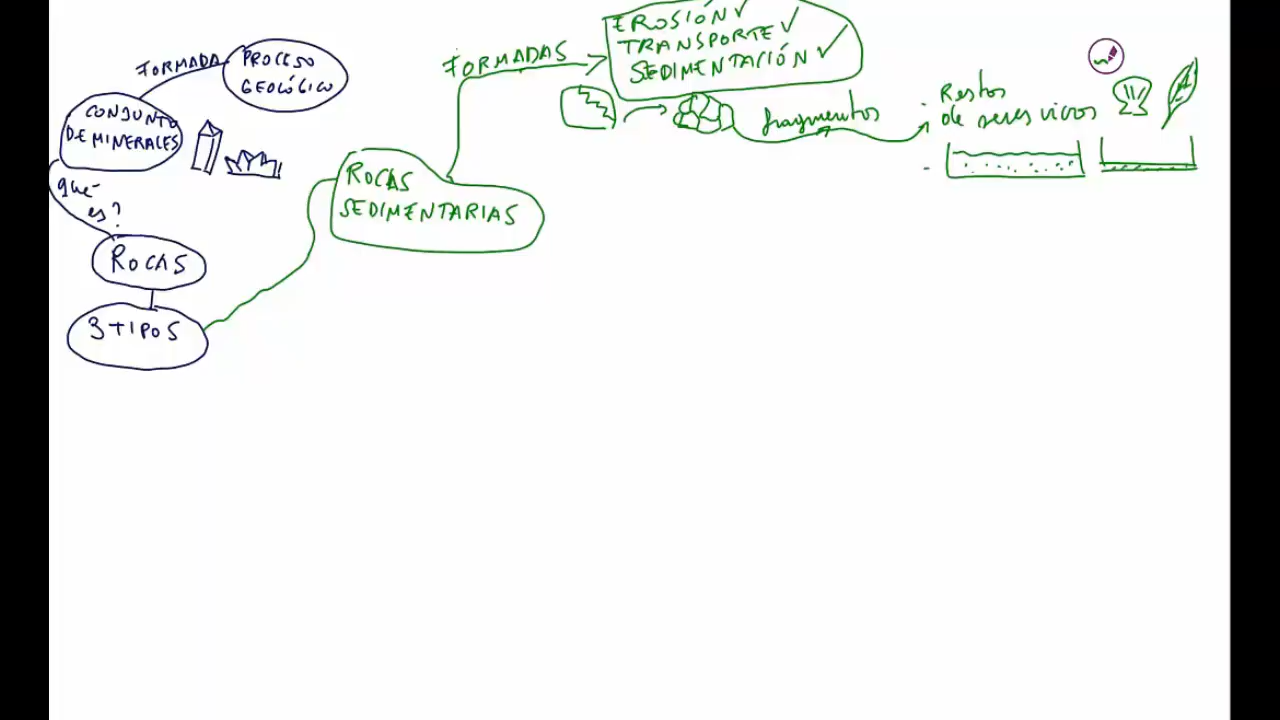 FORMADA
PROCESO
GEOLÓGICO
CONJUNTO
DE MINERALES
qué
es?
ROCAS
3 TIPOS
ROCAS
SEDIMENTARIAS
FORMADAS
EROSIÓN ✓
TRANSPORTE ✓
SEDIMENTACIÓN ✓
fragmentos
- Restos
de seres vivos
-